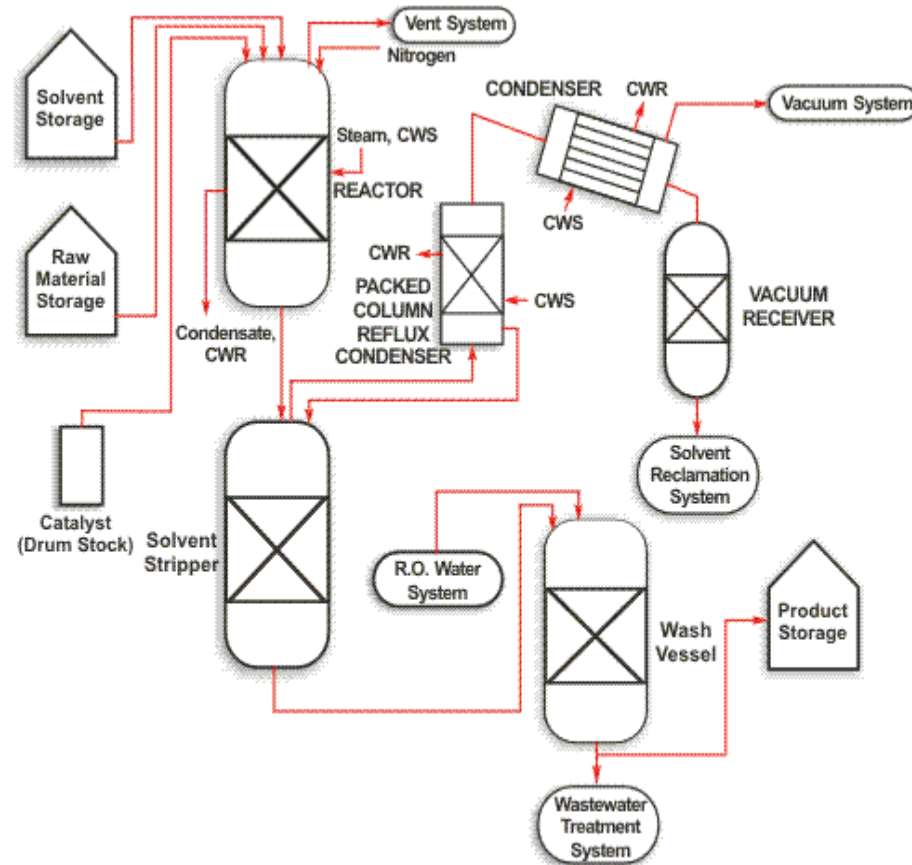 Vent System
Nitrogen
Solvent
Storage
CONDENSER
CWR
Vacuum System
Steam, CWS
REACTOR
CWS
Raw
Material
Storage
CWR
PACKED
COLUMN
REFLUX
CONDENSER
CWS
VACUUM
RECEIVER
Condensate,
CWR
Solvent
Reclamation
System
Catalyst
(Drum Stock)
Solvent
Stripper
R.O. Water
System
Wash
Vessel
Product
Storage
Wastewater
Treatment
System